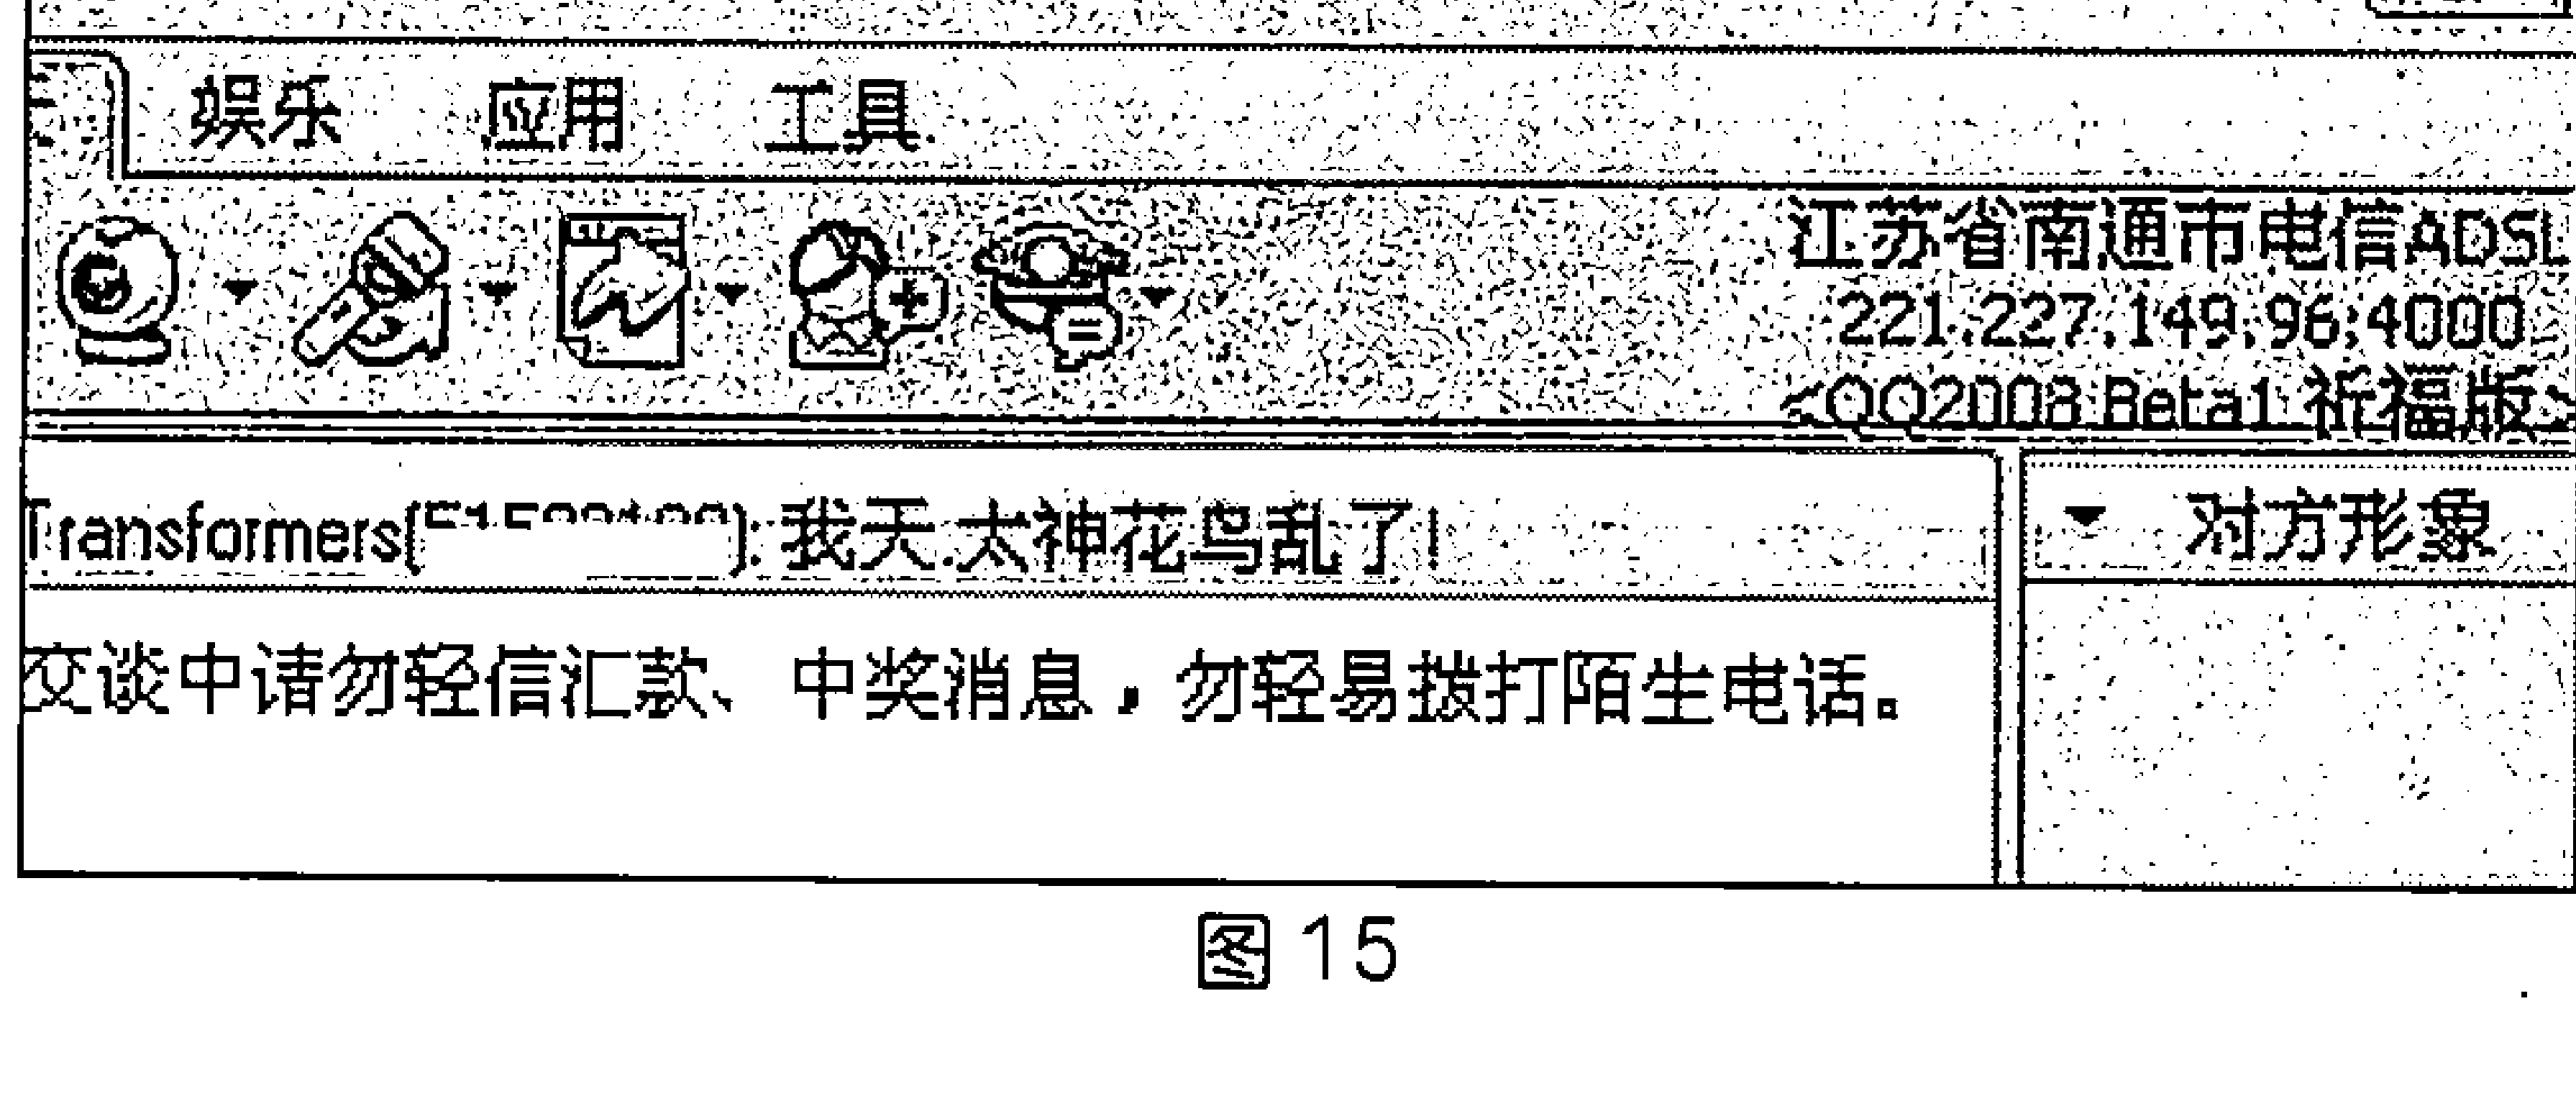 娱乐 应用 工具
江苏省南通市电信ADSL
221.227.149.96:4000
<QQ2008 Beta1 祈福版>
Transformers( ): 我天.太神花鸟乱了!
对方形象
交谈中请勿轻信汇款、中奖消息，勿轻易拨打陌生电话。
图15